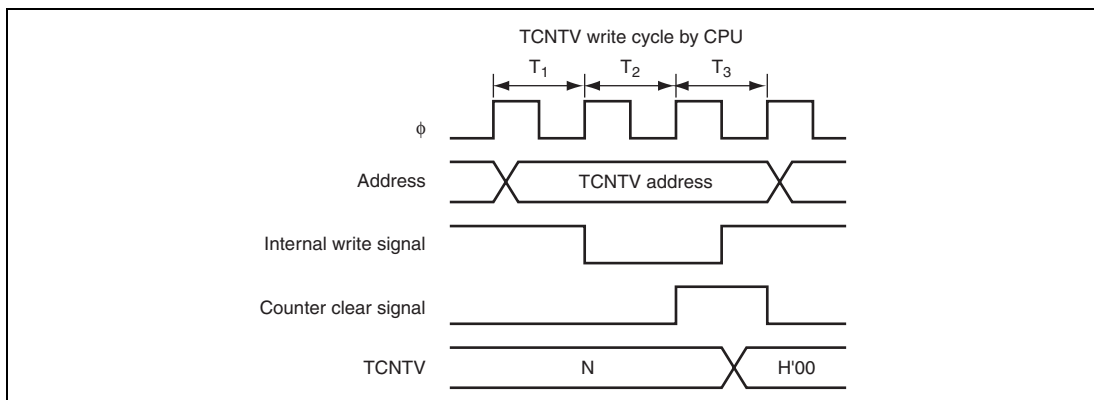 TCNTV write cycle by CPU
T1 T2 T3
φ
Address TCNTV address
Internal write signal
Counter clear signal
TCNTV N H'00